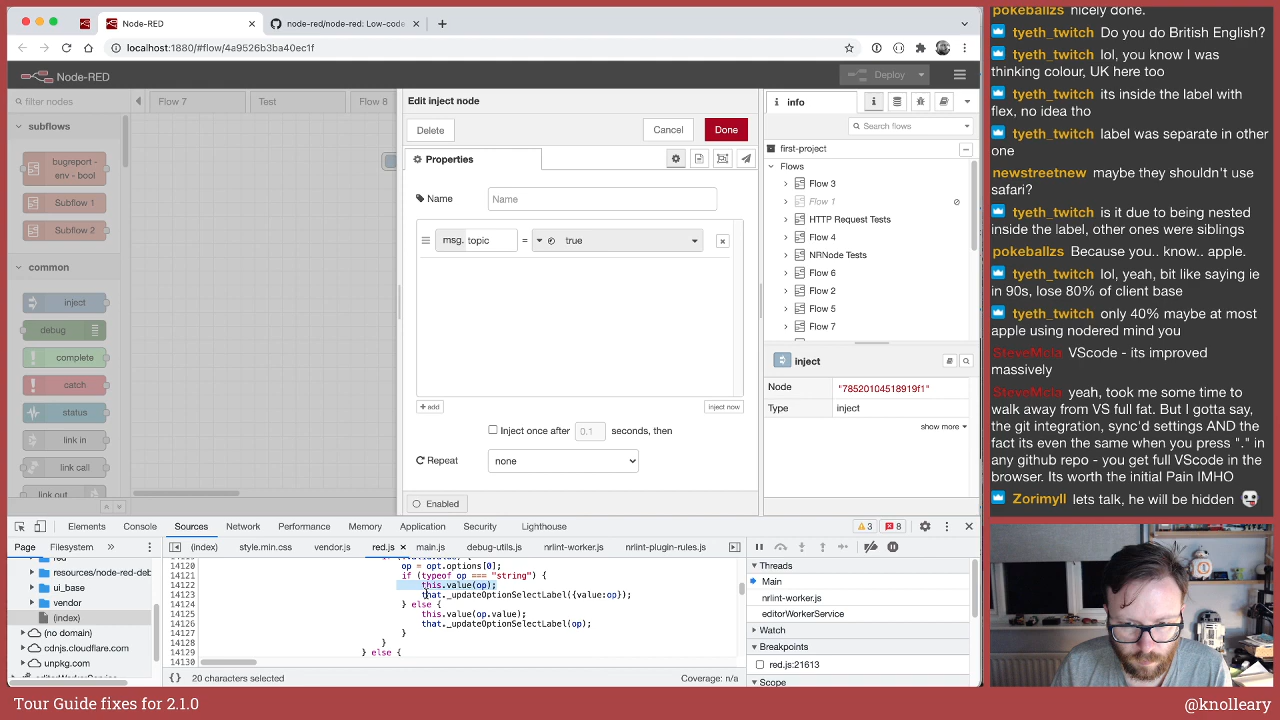 Node-RED
node-red/node-red: Low-code
localhost:1880/#flow/4a9526b3ba40ec1f
Node-RED
Deploy
filter nodes
Flow 7
Test
Flow 8
subflows
bugreport -
env - bool
Subflow 1
Subflow 2
common
inject
debug
complete
catch
status
link in
link call
link out
Edit inject node
Delete
Cancel
Done
Properties
Name
Name
msg. topic
=
true
add
inject now
Inject once after
0.1
seconds, then
Repeat
none
Enabled
info
Search flows
first-project
Flows
Flow 3
Flow 1
HTTP Request Tests
Flow 4
NRNode Tests
Flow 6
Flow 2
Flow 5
Flow 7
inject
Node
"78520104518919f1"
Type
inject
show more
Elements
Console
Sources
Network
Performance
Memory
Application
Security
Lighthouse
3
8
Page
Filesystem
(index)
style.min.css
vendor.js
red.js
main.js
debug-utils.js
nrlint-worker.js
nrlint-plugin-rules.js
resources/node-red-deb
ui_base
vendor
(index)
(no domain)
cdnjs.cloudflare.com
unpkg.com
14120 op = opt.options[0];
14121 if (typeof op === "string") {
14122 this.value(op);
14123 that._updateOptionSelectLabel({value:op});
14124 } else {
14125 this.value(op.value);
14126 that._updateOptionSelectLabel(op);
14127 }
14128 }
14129 } else {
14130
20 characters selected
Coverage: n/a
Threads
Main
nrlint-worker.js
editorWorkerService
Watch
Breakpoints
red.js:21613
Scope
pokeballzs nicely done.
tyeth_twitch Do you do British English?
tyeth_twitch lol, you know I was
thinking colour, UK here too
tyeth_twitch its inside the label with
flex, no idea tho
tyeth_twitch label was separate in other
one
newstreetnew maybe they shouldn't use
safari?
tyeth_twitch is it due to being nested
inside the label, other ones were siblings
pokeballzs Because you.. know.. apple.
tyeth_twitch lol, yeah, bit like saying ie
in 90s, lose 80% of client base
tyeth_twitch only 40% maybe at most
apple using nodered mind you
SteveMcla VScode - its improved
massively
SteveMcla yeah, took me some time to
walk away from VS full fat. But I gotta say,
the git integration, sync'd settings AND the
fact its even the same when you press "." in
any github repo - you get full VScode in the
browser. Its worth the initial Pain IMHO
Zorimyll lets talk, he will be hidden
Tour Guide fixes for 2.1.0
@knolleary